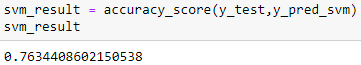 svm_result = accuracy_score(y_test,y_pred_svm)
svm_result
0.7634408602150538